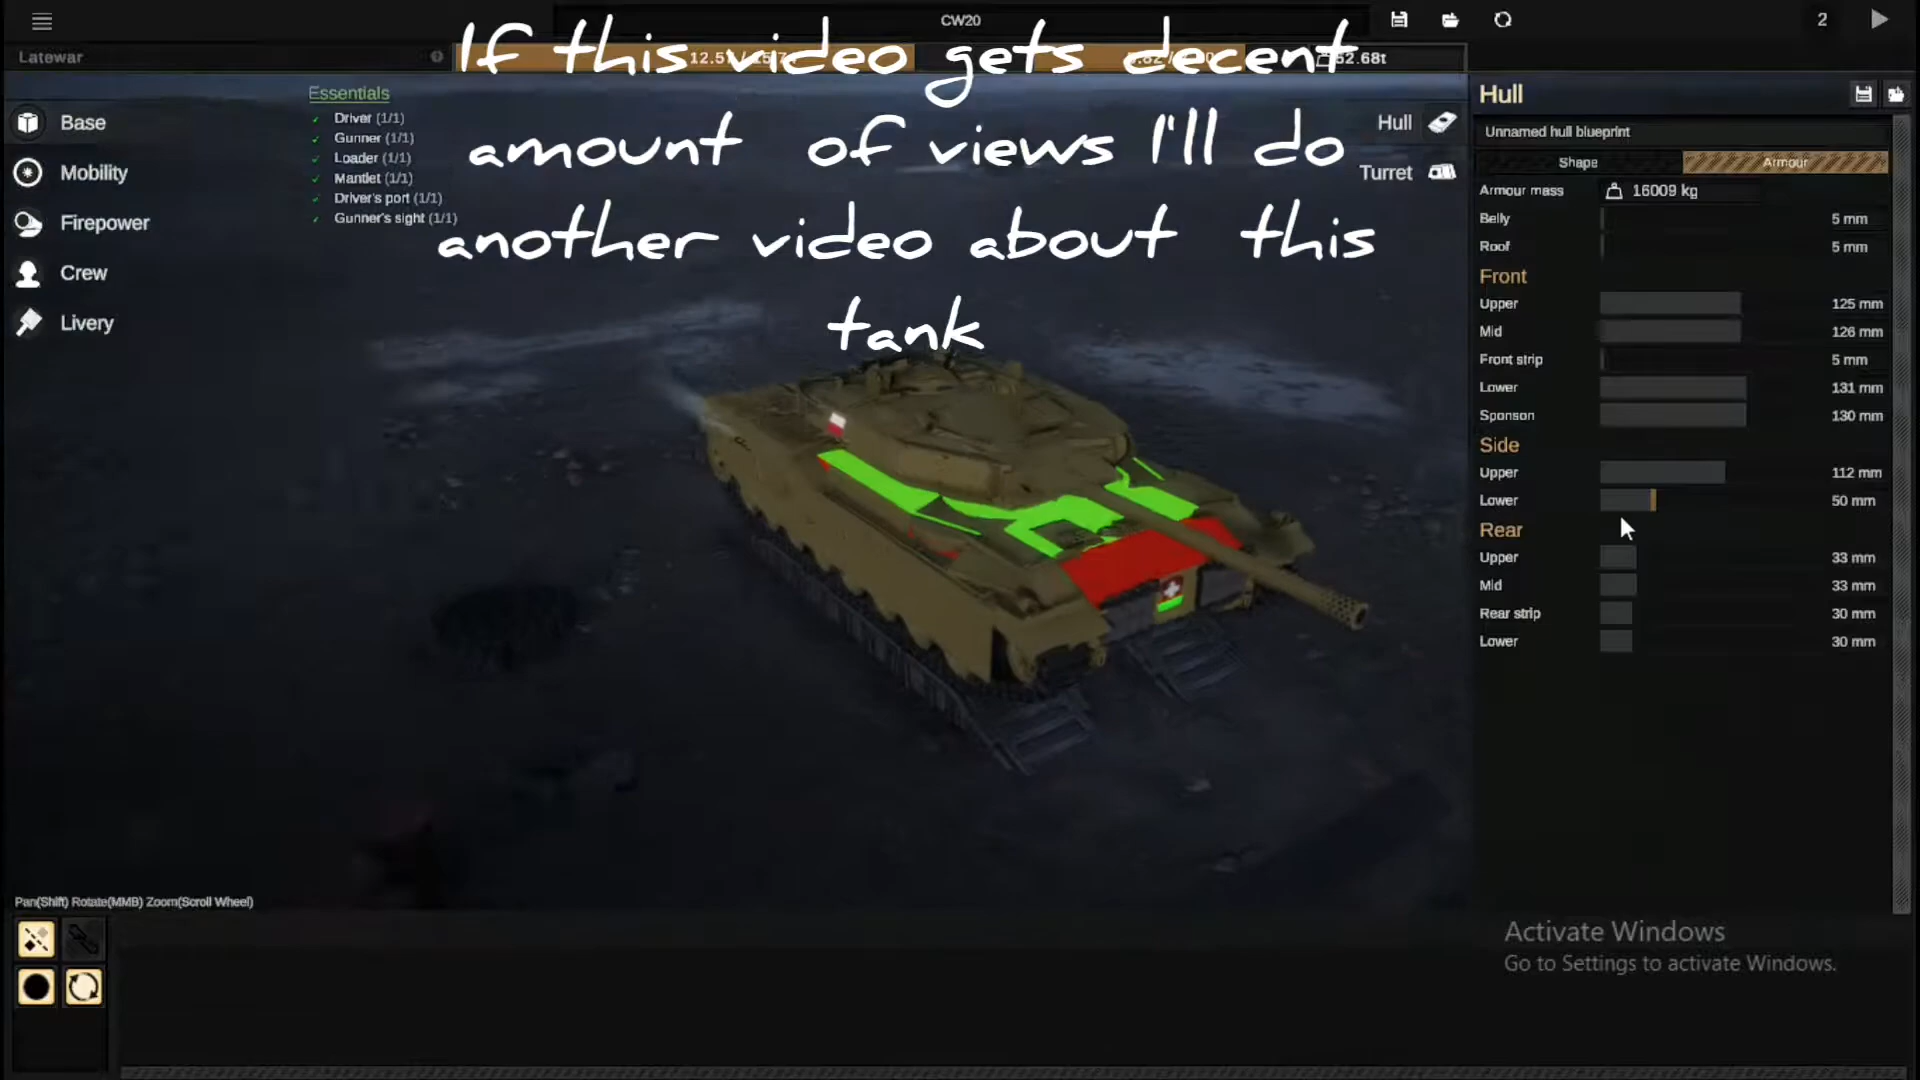 CW20
2
Latewar
52.68t
If this video gets decent
amount of views I'll do
another video about this
tank
Essentials
Driver (1/1)
Gunner (1/1)
Loader (1/1)
Mantlet (1/1)
Driver's port (1/1)
Gunner's sight (1/1)
Base
Mobility
Firepower
Crew
Livery
Hull
Turret
Hull
Unnamed hull blueprint
Shape Armour
Armour mass 16009 kg
Belly 5 mm
Roof 5 mm
Front
Upper 125 mm
Mid 126 mm
Front strip 5 mm
Lower 131 mm
Sponson 130 mm
Side
Upper 112 mm
Lower 50 mm
Rear
Upper 33 mm
Mid 33 mm
Rear strip 30 mm
Lower 30 mm
Pan(Shift) Rotate(MMB) Zoom(Scroll Wheel)
Activate Windows
Go to Settings to activate Windows.